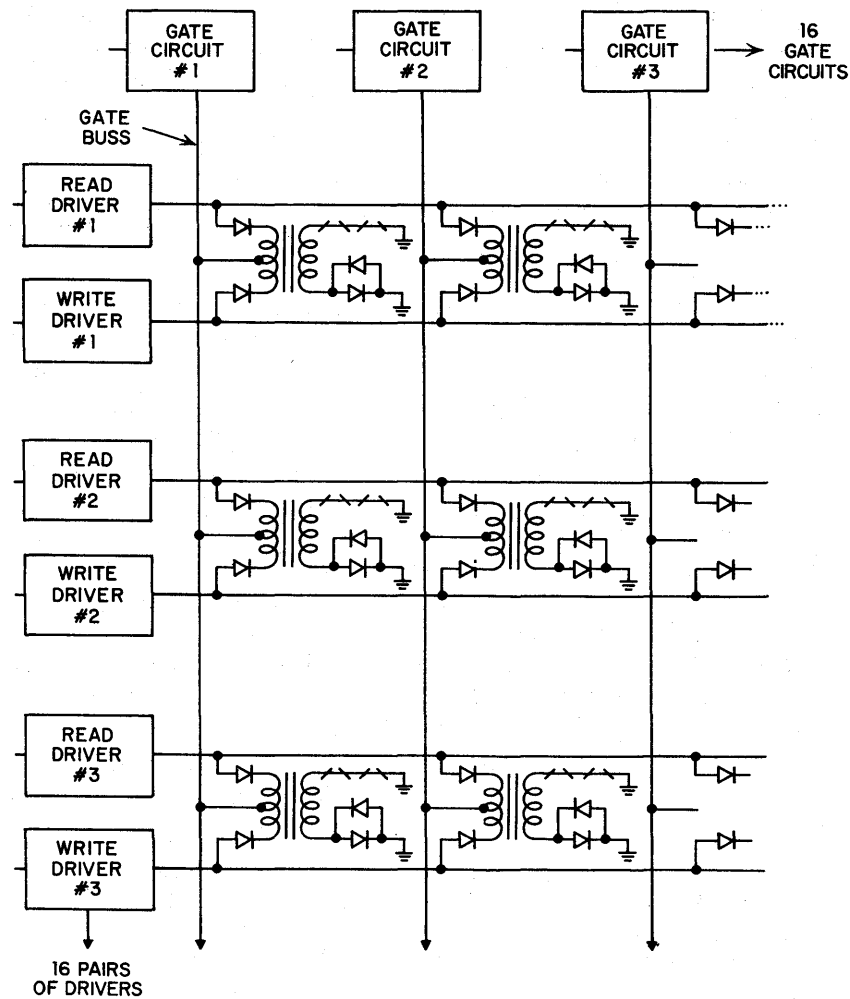 GATE
CIRCUIT
#1
GATE
CIRCUIT
#2
GATE
CIRCUIT
#3
16
GATE
CIRCUITS
GATE
BUSS
READ
DRIVER
#1
WRITE
DRIVER
#1
READ
DRIVER
#2
WRITE
DRIVER
#2
READ
DRIVER
#3
WRITE
DRIVER
#3
16 PAIRS
OF DRIVERS